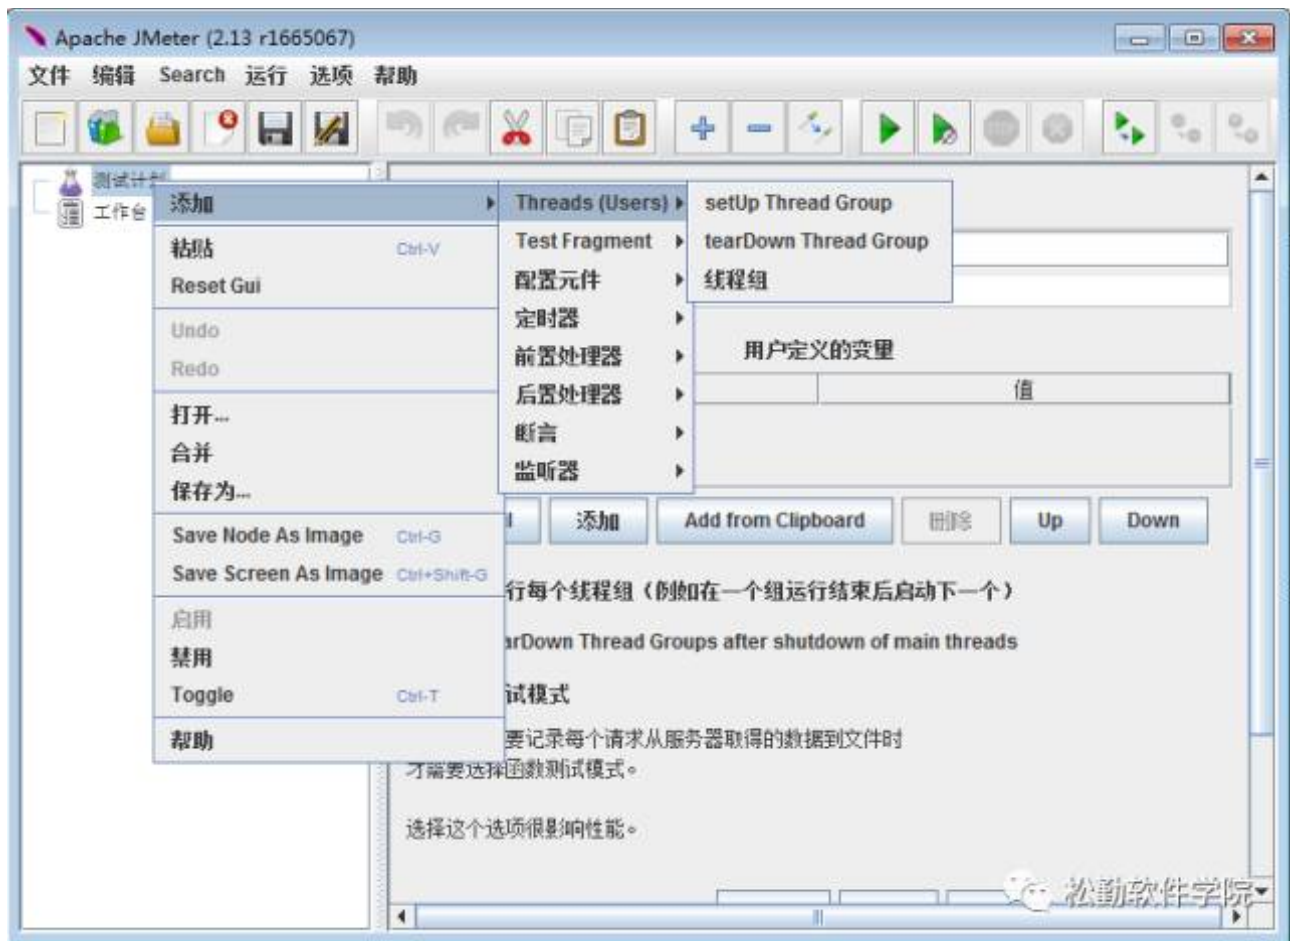 Apache JMeter (2.13 r1665067)
文件 编辑 Search 运行 选项 帮助
测试计划
工作台
添加
粘贴 Ctrl-V
Reset Gui
Undo
Redo
打开...
合并
保存为...
Save Node As Image Ctrl-G
Save Screen As Image Ctrl+Shift-G
启用
禁用
Toggle Ctrl-T
帮助
Threads (Users)
Test Fragment
配置元件
定时器
前置处理器
后置处理器
断言
监听器
setUp Thread Group
tearDown Thread Group
线程组
用户定义的变量
值
添加 Add from Clipboard 删除 Up Down
行每个线程组（例如在一个组运行结束后启动下一个）
arDown Thread Groups after shutdown of main threads
试模式
要记录每个请求从服务器取得的数据到文件时
才需要选择函数测试模式。
选择这个选项很影响性能。
松勤软件学院